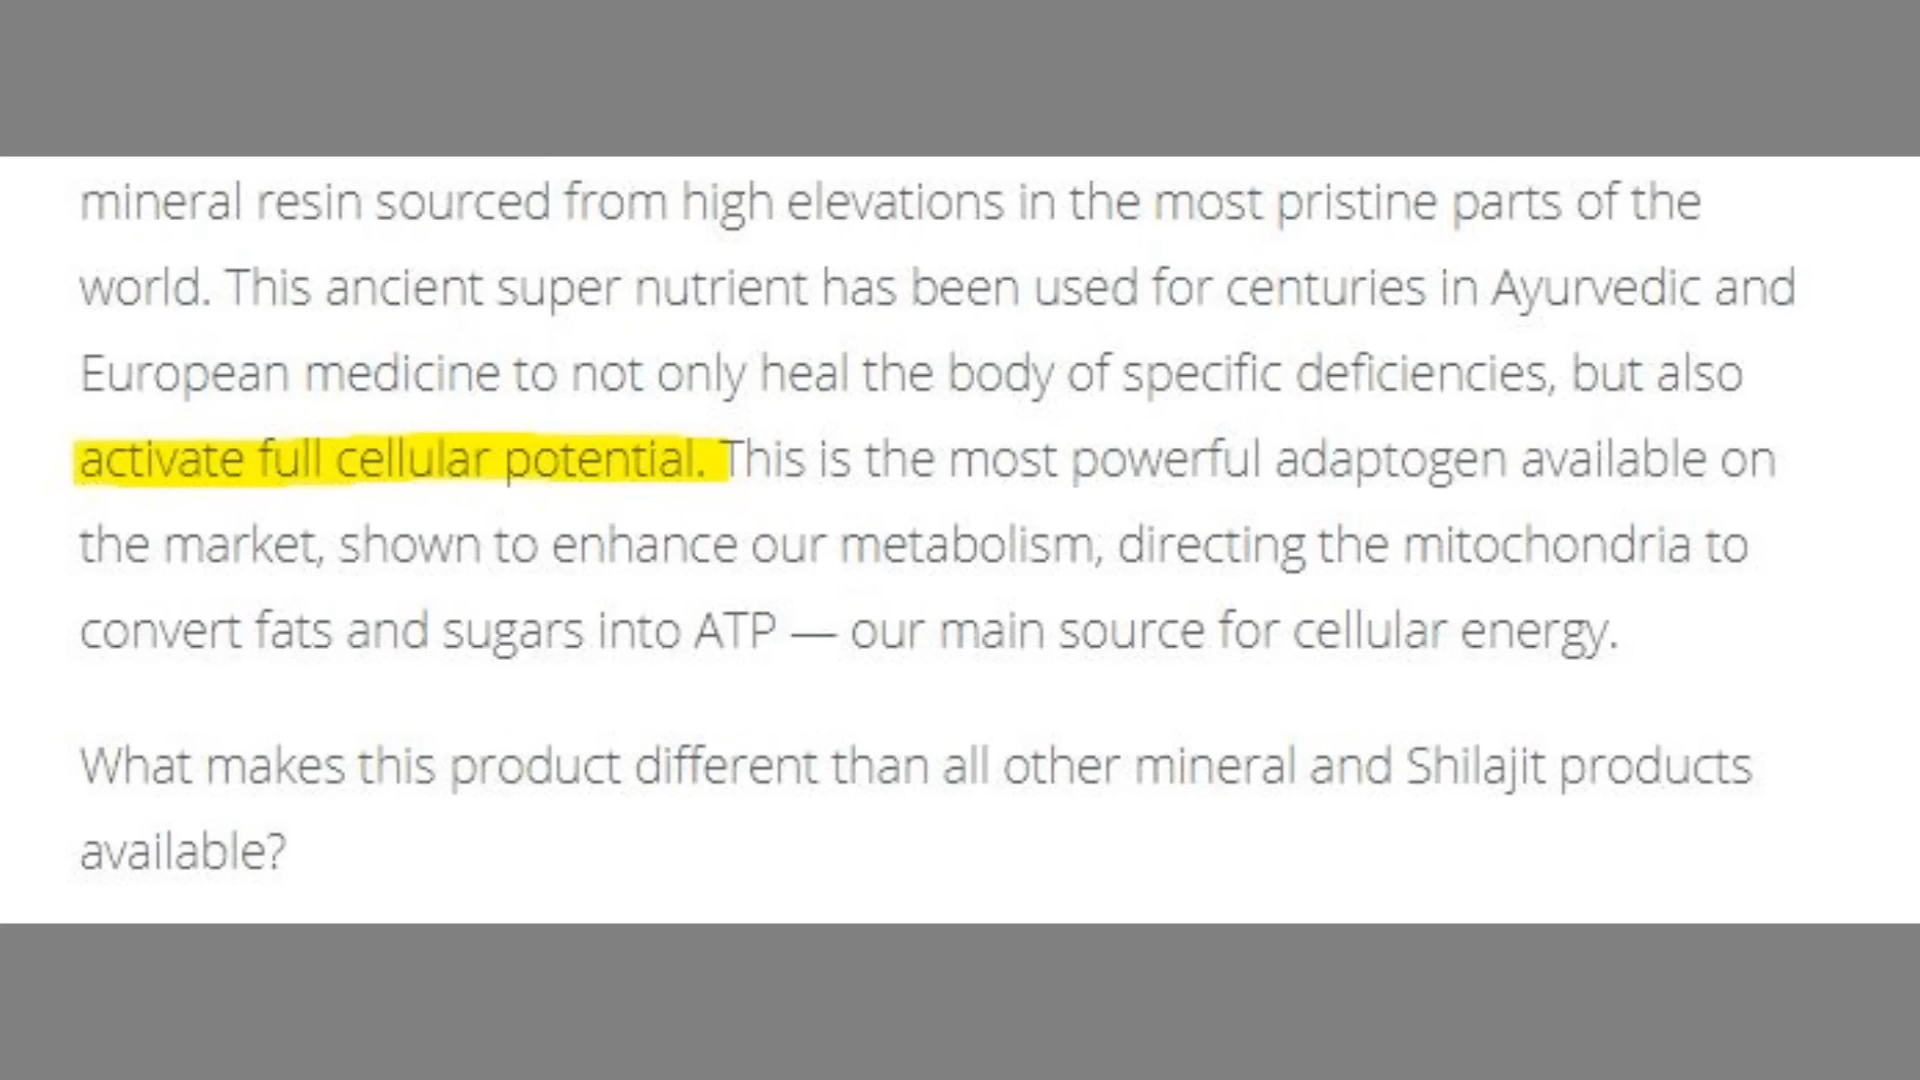 mineral resin sourced from high elevations in the most pristine parts of the
world. This ancient super nutrient has been used for centuries in Ayurvedic and
European medicine to not only heal the body of specific deficiencies, but also
activate full cellular potential. This is the most powerful adaptogen available on
the market, shown to enhance our metabolism, directing the mitochondria to
convert fats and sugars into ATP — our main source for cellular energy.
What makes this product different than all other mineral and Shilajit products
available?